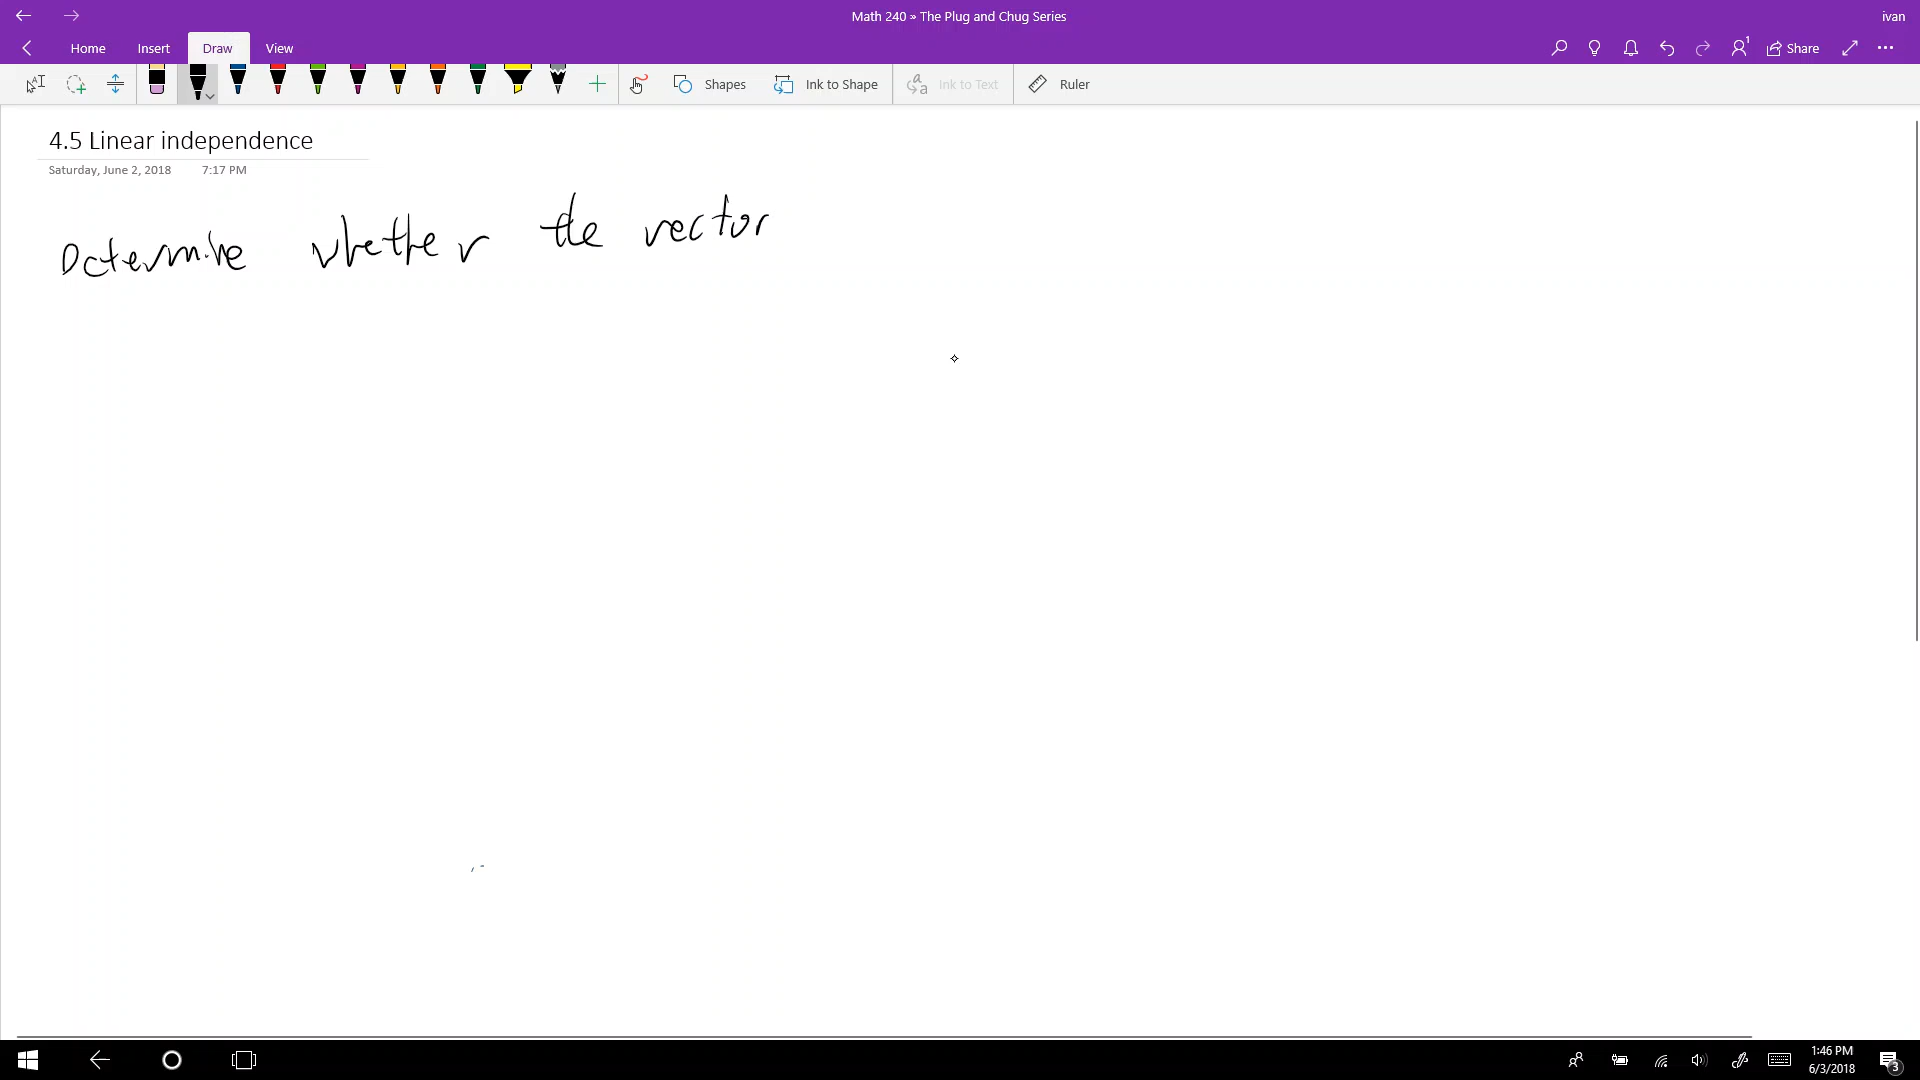 Math 240 » The Plug and Chug Series
ivan
Home Insert Draw View
Share
Shapes Ink to Shape Ink to Text Ruler
4.5 Linear independence
Saturday, June 2, 2018 7:17 PM
Determine whether the vector
1:46 PM
6/3/2018
3